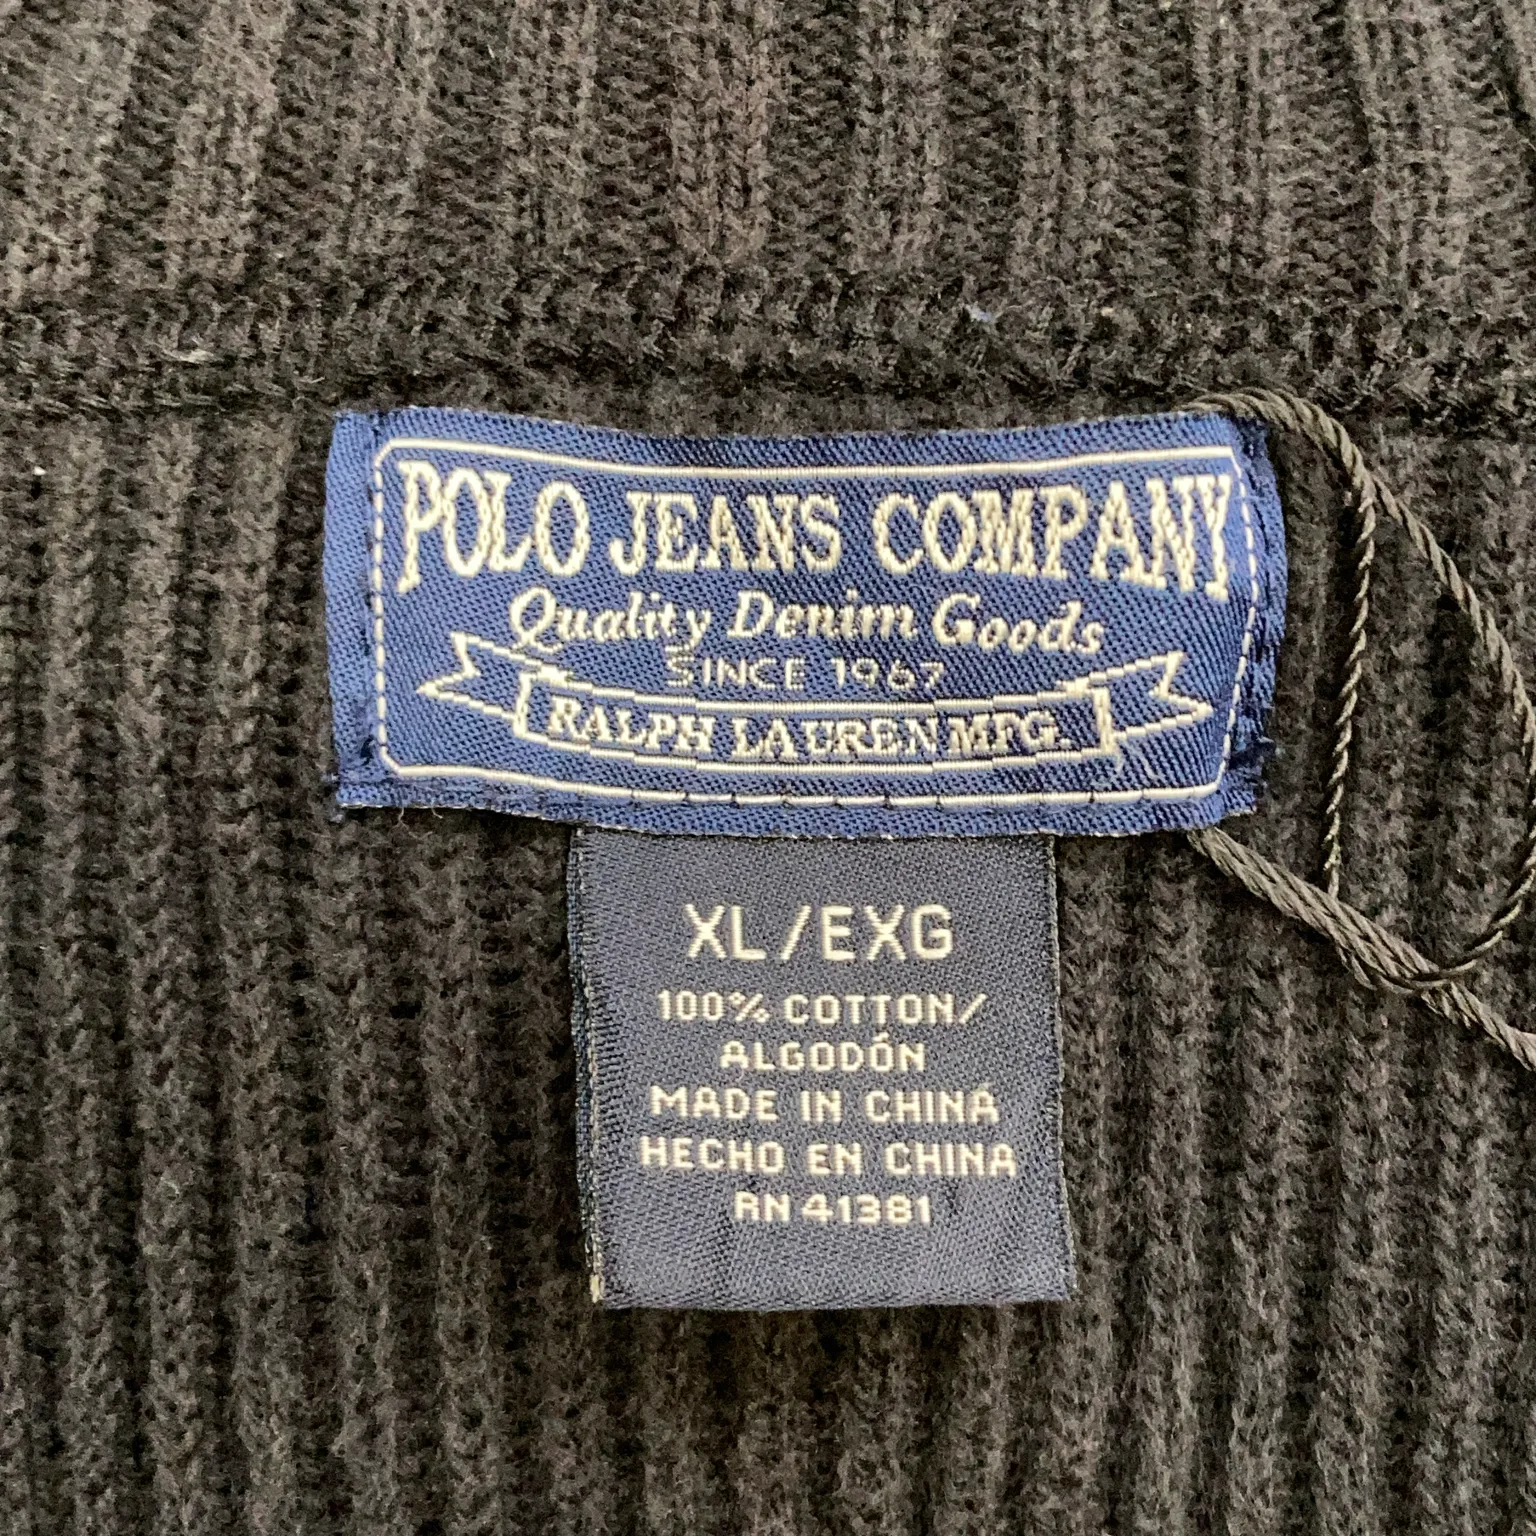 POLO JEANS COMPANY
Quality Denim Goods
SINCE 1967
RALPH LAUREN MFG.
XL/EXG
100% COTTON/
ALGODÓN
MADE IN CHINA
HECHO EN CHINA
RN 41381